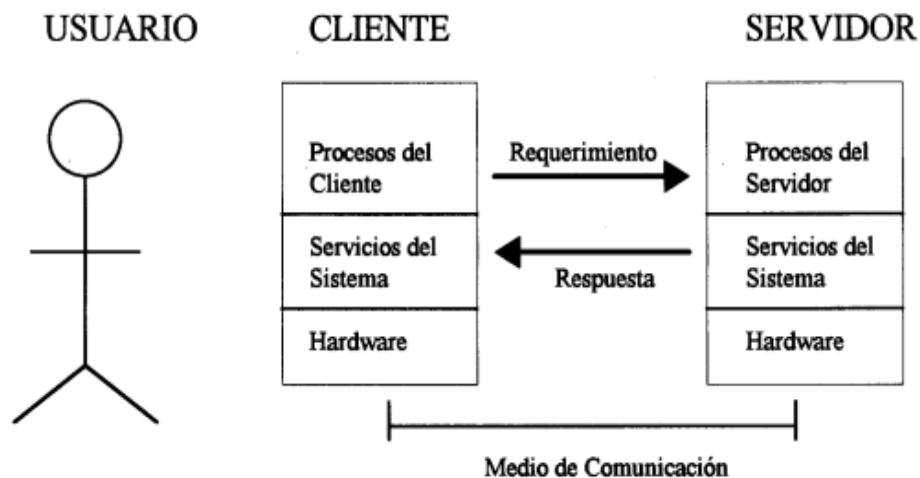 USUARIO
CLIENTE
SERVIDOR
Procesos del
Cliente
Requerimiento
Procesos del
Servidor
Servicios del
Sistema
Respuesta
Servicios del
Sistema
Hardware
Hardware
Medio de Comunicación